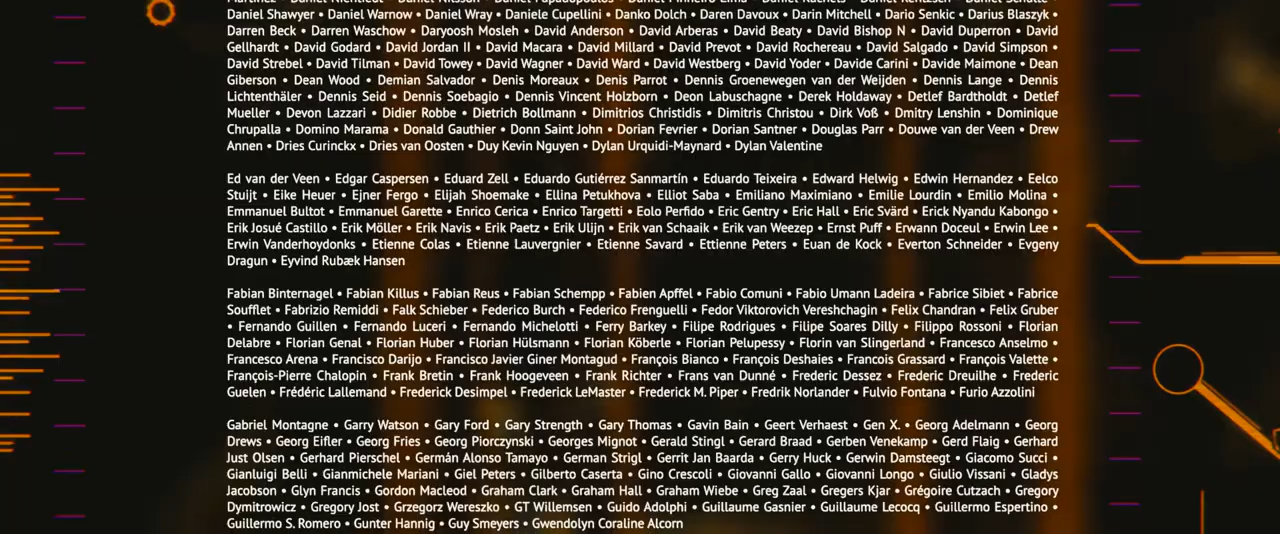 Daniel Shawyer • Daniel Warnow • Daniel Wray • Daniele Cupellini • Danko Dolch • Daren Davoux • Darin Mitchell • Dario Senkic • Darius Blaszyk •
Darren Beck • Darren Waschow • Daryoosh Mosleh • David Anderson • David Arberas • David Beaty • David Bishop N • David Duperron • David
Gellhardt • David Godard • David Jordan II • David Macara • David Millard • David Prevot • David Rochereau • David Salgado • David Simpson •
David Strebel • David Tilman • David Towey • David Wagner • David Ward • David Westberg • David Yoder • Davide Carini • Davide Maimone • Dean
Giberson • Dean Wood • Demian Salvador • Denis Moreaux • Denis Parrot • Dennis Groenewegen van der Weijden • Dennis Lange • Dennis
Lichtenthäler • Dennis Seid • Dennis Soebagio • Dennis Vincent Holzborn • Deon Labuschagne • Derek Holdaway • Detlef Bardtholdt • Detlef
Mueller • Devon Lazzari • Didier Robbe • Dietrich Bollmann • Dimitrios Christidis • Dimitris Christou • Dirk Voß • Dmitry Lenshin • Dominique
Chrupalla • Domino Marama • Donald Gauthier • Donn Saint John • Dorian Fevrier • Dorian Santner • Douglas Parr • Douwe van der Veen • Drew
Annen • Dries Curinckx • Dries van Oosten • Duy Kevin Nguyen • Dylan Urquidi-Maynard • Dylan Valentine
Ed van der Veen • Edgar Caspersen • Eduard Zell • Eduardo Gutiérrez Sanmartín • Eduardo Teixeira • Edward Helwig • Edwin Hernandez • Eelco
Stuijt • Eike Heuer • Ejner Fergo • Elijah Shoemake • Ellina Petukhova • Elliot Saba • Emiliano Maximiano • Emilie Lourdin • Emilio Molina •
Emmanuel Bultot • Emmanuel Garette • Enrico Cerica • Enrico Targetti • Eolo Perfido • Eric Gentry • Eric Hall • Eric Svärd • Erick Nyandu Kabongo •
Erik Josué Castillo • Erik Möller • Erik Navis • Erik Paetz • Erik Ulijn • Erik van Schaaik • Erik van Weezep • Ernst Puff • Erwann Doceul • Erwin Lee •
Erwin Vanderhoydonks • Etienne Colas • Etienne Lauvergnier • Etienne Savard • Ettienne Peters • Euan de Kock • Everton Schneider • Evgeny
Dragun • Eyvind Rubæk Hansen
Fabian Binternagel • Fabian Killus • Fabian Reus • Fabian Schempp • Fabien Apffel • Fabio Comuni • Fabio Umann Ladeira • Fabrice Sibiet • Fabrice
Soufflet • Fabrizio Remiddi • Falk Schieber • Federico Burch • Federico Frenguelli • Fedor Viktorovich Vereshchagin • Felix Chandran • Felix Gruber
• Fernando Guillen • Fernando Luceri • Fernando Michelotti • Ferry Barkey • Filipe Rodrigues • Filipe Soares Dilly • Filippo Rossoni • Florian
Delabre • Florian Genal • Florian Huber • Florian Hülsmann • Florian Köberle • Florian Pelupessy • Florin van Slingerland • Francesco Anselmo •
Francesco Arena • Francisco Darijo • Francisco Javier Giner Montagud • François Bianco • François Deshaies • Francois Grassard • François Valette •
François-Pierre Chalopin • Frank Bretin • Frank Hoogeveen • Frank Richter • Frans van Dunné • Frederic Dessez • Frederic Dreuilhe • Frederic
Guelen • Frédéric Lallemand • Frederick Desimpel • Frederick LeMaster • Frederick M. Piper • Fredrik Norlander • Fulvio Fontana • Furio Azzolini
Gabriel Montagne • Garry Watson • Gary Ford • Gary Strength • Gary Thomas • Gavin Bain • Geert Verhaest • Gen X. • Georg Adelmann • Georg
Drews • Georg Eifler • Georg Fries • Georg Piorczynski • Georges Mignot • Gerald Stingl • Gerard Braad • Gerben Venekamp • Gerd Flaig • Gerhard
Just Olsen • Gerhard Pierschel • Germán Alonso Tamayo • German Strigl • Gerrit Jan Baarda • Gerry Huck • Gerwin Damsteegt • Giacomo Succi •
Gianluigi Belli • Gianmichele Mariani • Giel Peters • Gilberto Caserta • Gino Crescoli • Giovanni Gallo • Giovanni Longo • Giulio Vissani • Gladys
Jacobson • Glyn Francis • Gordon Macleod • Graham Clark • Graham Hall • Graham Wiebe • Greg Zaal • Gregers Kjar • Grégoire Cutzach • Gregory
Dymitrowicz • Gregory Jost • Grzegorz Wereszko • GT Willemsen • Guido Adolphi • Guillaume Gasnier • Guillaume Lecocq • Guillermo Espertino •
Guillermo S. Romero • Gunter Hannig • Guy Smeyers • Gwendolyn Coraline Alcorn